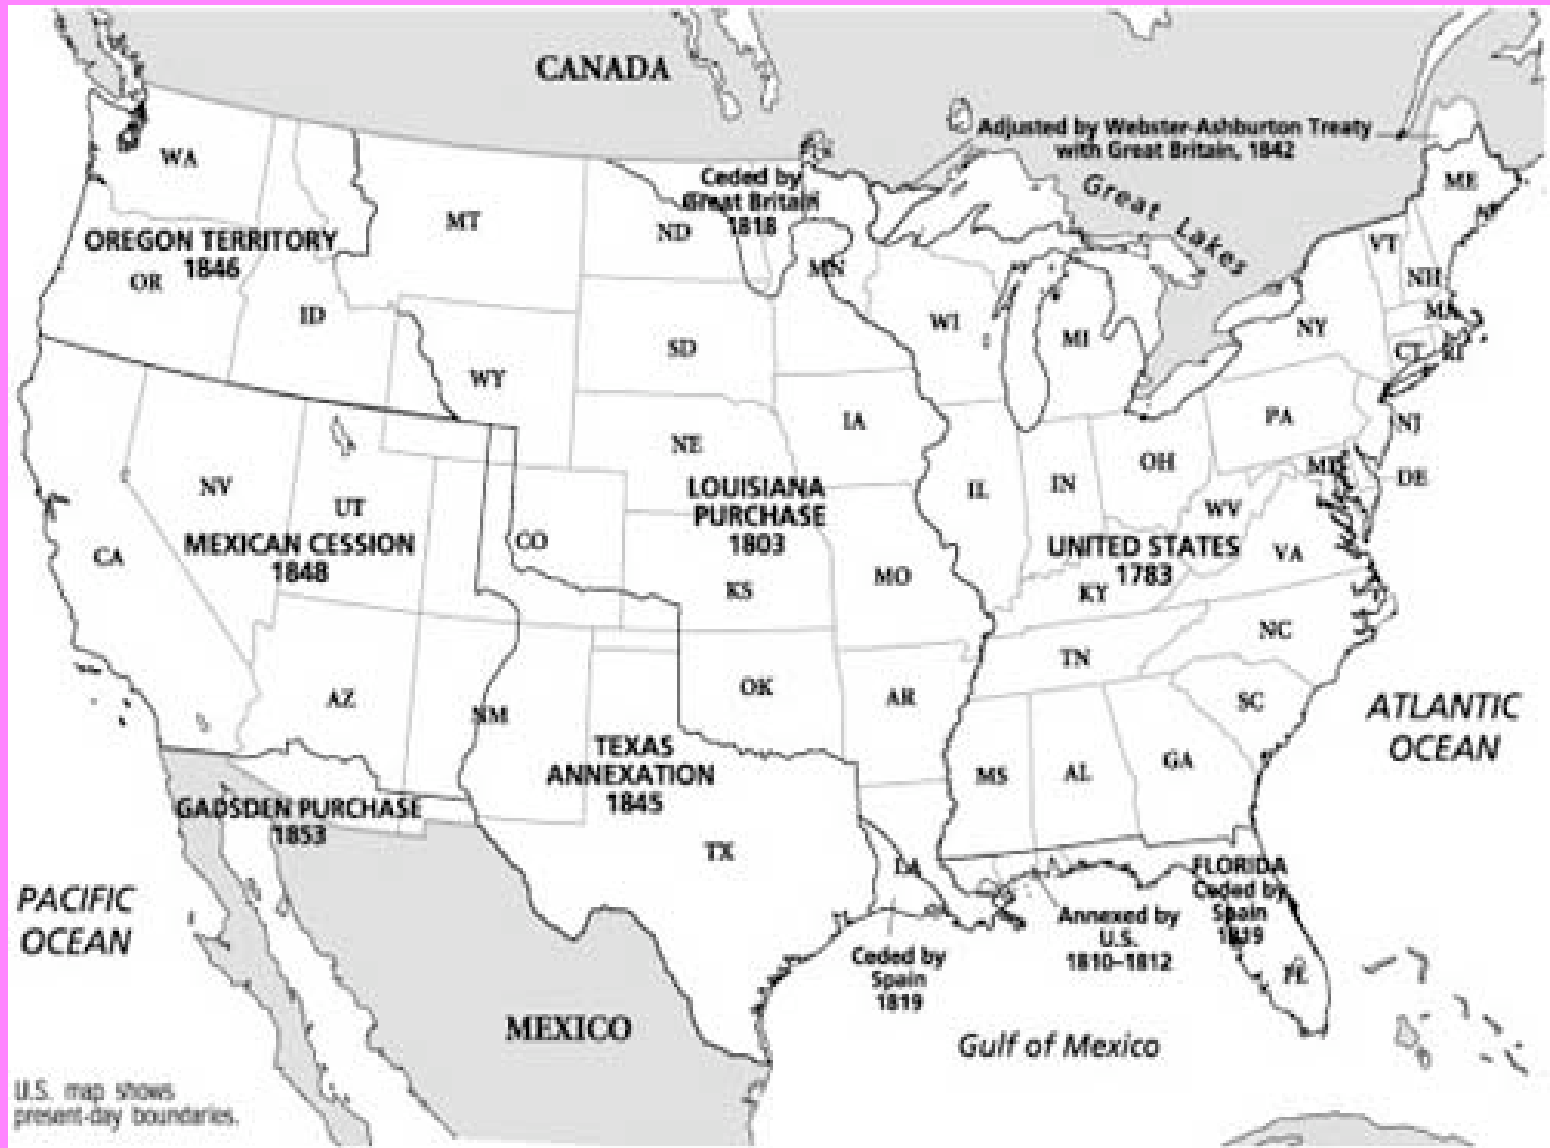 CANADA
Adjusted by Webster-Ashburton Treaty
with Great Britain, 1842
WA
Ceded by
Great Britain
1818
Great Lakes
ME
MT
ND
OREGON TERRITORY
1846
OR
MN
VT
NH
ID
WI
MI
NY
MA
SD
CT
RI
WY
IA
PA
NJ
NE
OH
MD
DE
NV
UT
LOUISIANA
PURCHASE
1803
IL
IN
WV
CA
MEXICAN CESSION
1848
CO
UNITED STATES
1783
VA
KS
MO
KY
NC
TN
AZ
NM
OK
AR
SC
ATLANTIC
OCEAN
TEXAS
ANNEXATION
1845
MS
AL
GA
GADSDEN PURCHASE
1853
TX
LA
FLORIDA
Ceded by
Spain
1819
PACIFIC
OCEAN
Annexed by
U.S.
1810–1812
Ceded by
Spain
1819
FL
MEXICO
Gulf of Mexico
U.S. map shows
present-day boundaries.